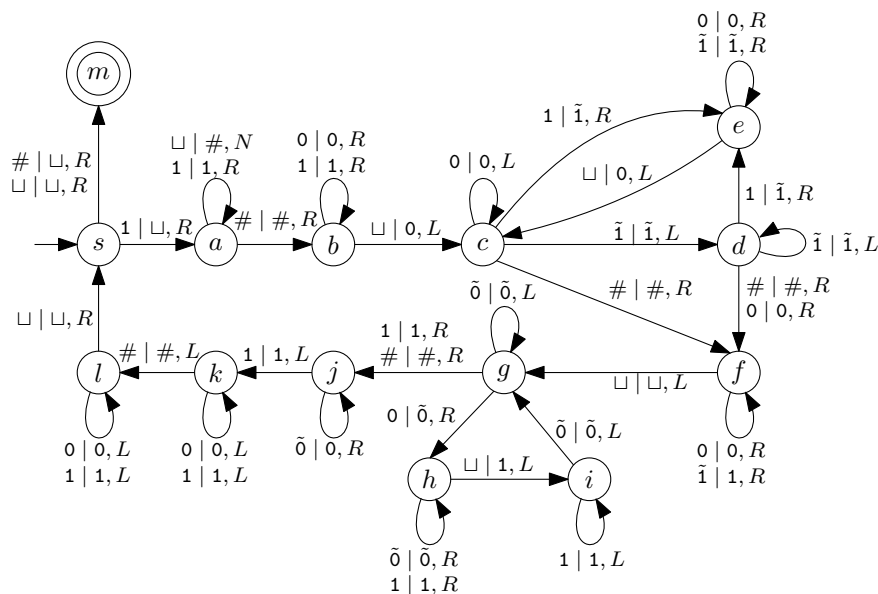 0 | 0, R
1̃ | 1̃, R
m
⊔ | #, N
1 | 1, R
0 | 0, R
1 | 1, R
1 | 1̃, R
e
# | ⊔, R
⊔ | ⊔, R
0 | 0, L
⊔ | 0, L
1 | 1̃, R
s
1 | ⊔, R
a
# | #, R
b
⊔ | 0, L
c
1̃ | 1̃, L
d
1̃ | 1̃, L
# | #, R
0̃ | 0̃, L
# | #, R
0 | 0, R
⊔ | ⊔, R
1 | 1, R
# | #, R
l
# | #, L
k
1 | 1, L
j
g
⊔ | ⊔, L
f
0 | 0, L
1 | 1, L
0 | 0, L
1 | 1, L
0̃ | 0, R
0 | 0̃, R
0̃ | 0̃, L
0 | 0, R
1̃ | 1, R
h
⊔ | 1, L
i
0̃ | 0̃, R
1 | 1, R
1 | 1, L